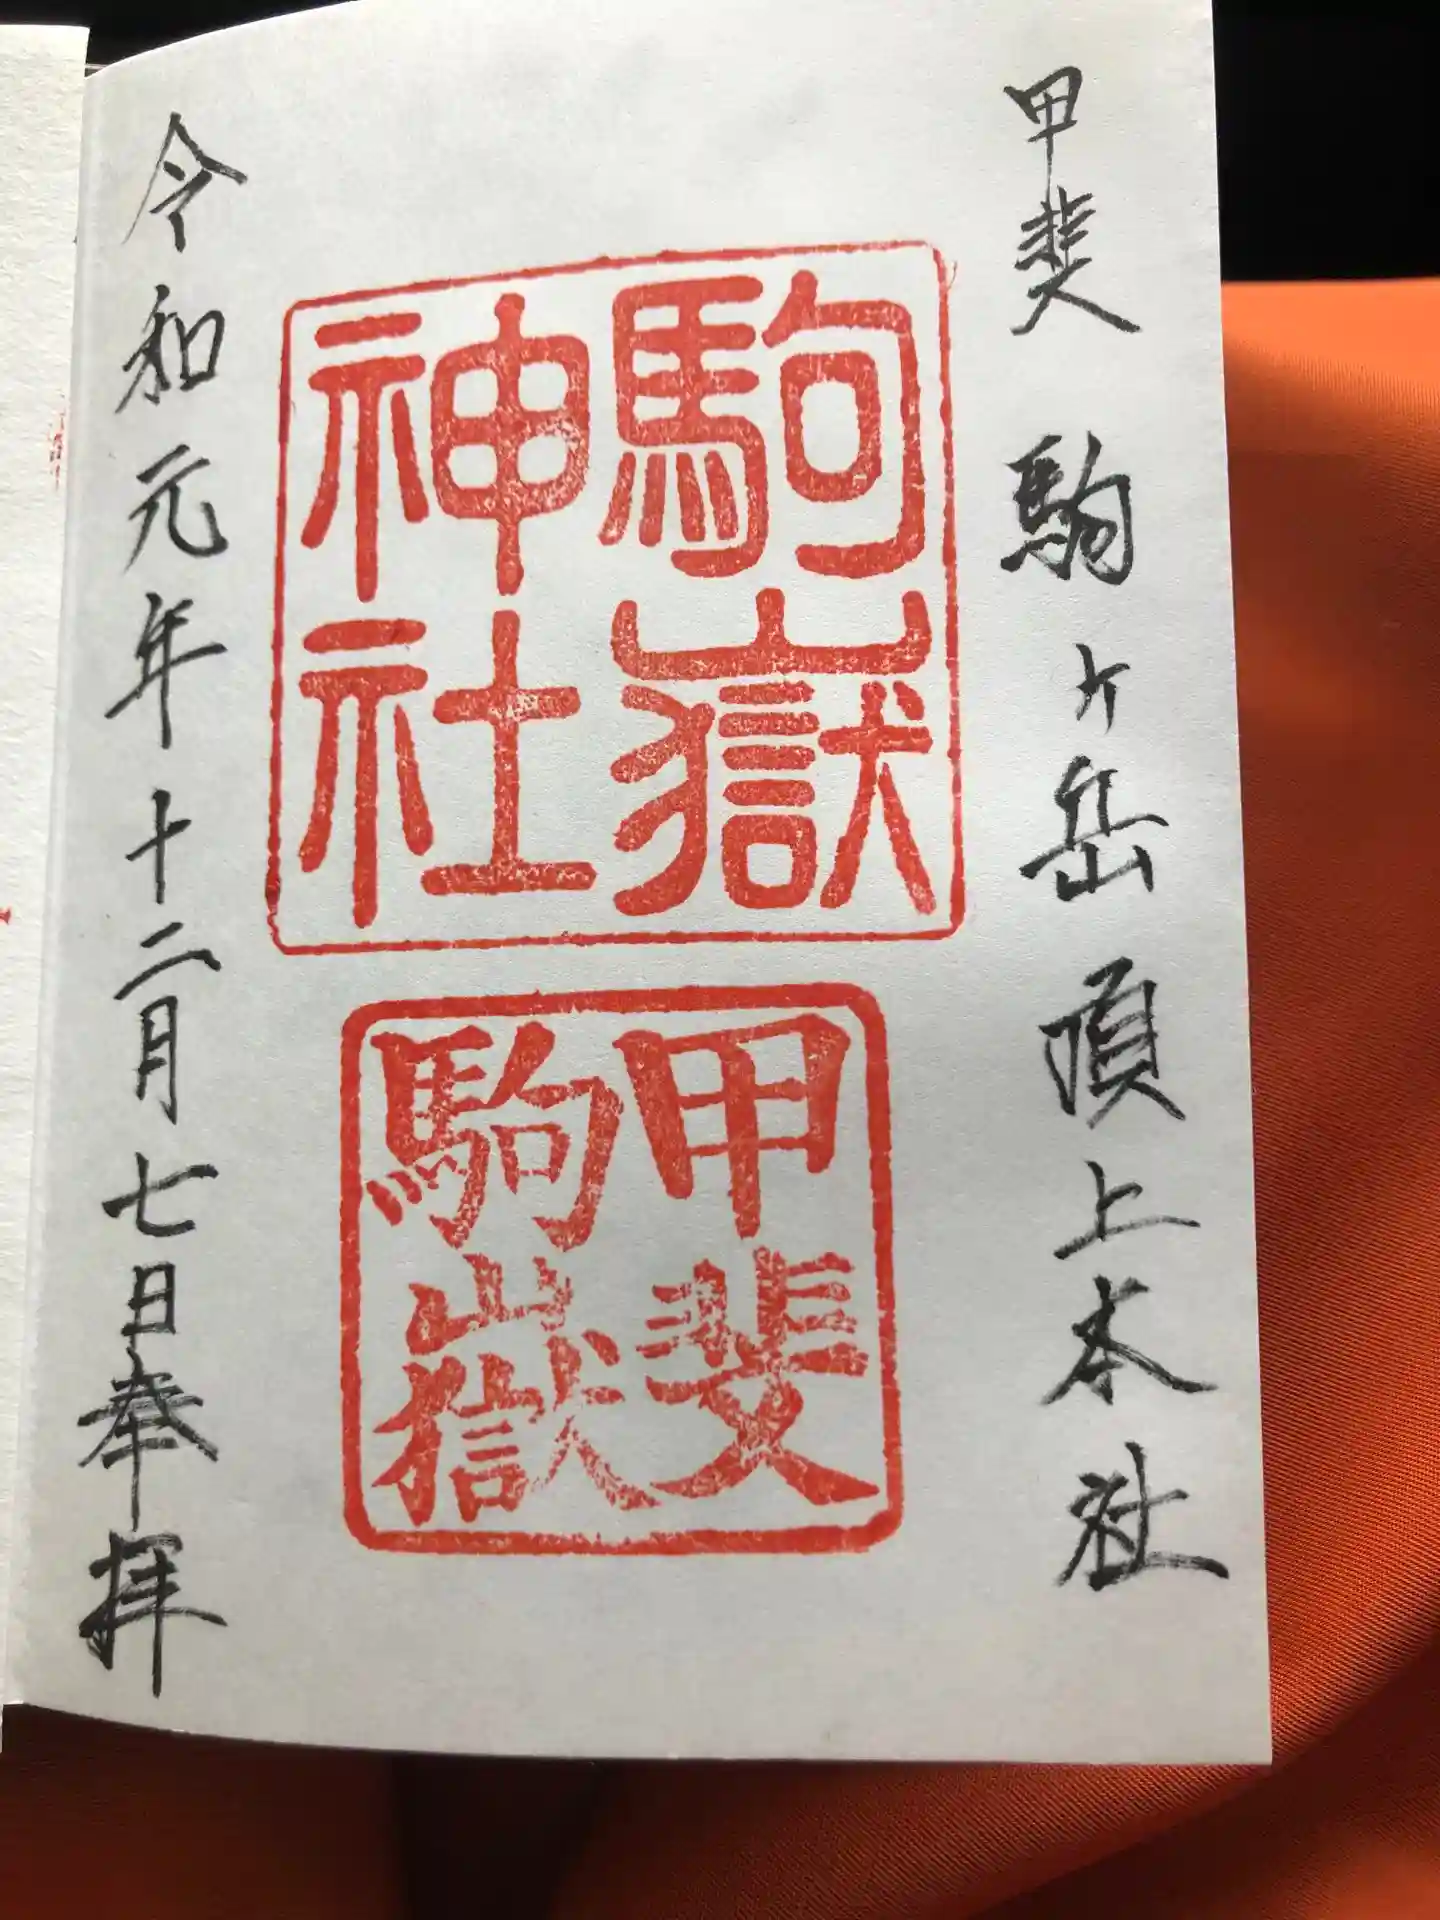 甲斐駒ヶ岳頂上本社
駒嶽
神社
甲斐
駒嶽
令和元年十二月七日奉拝